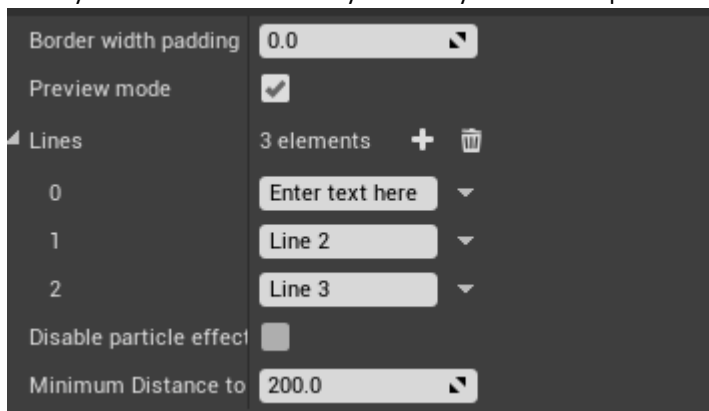 Border width padding 0.0
Preview mode
Lines 3 elements
0 Enter text here
1 Line 2
2 Line 3
Disable particle effect
Minimum Distance to 200.0